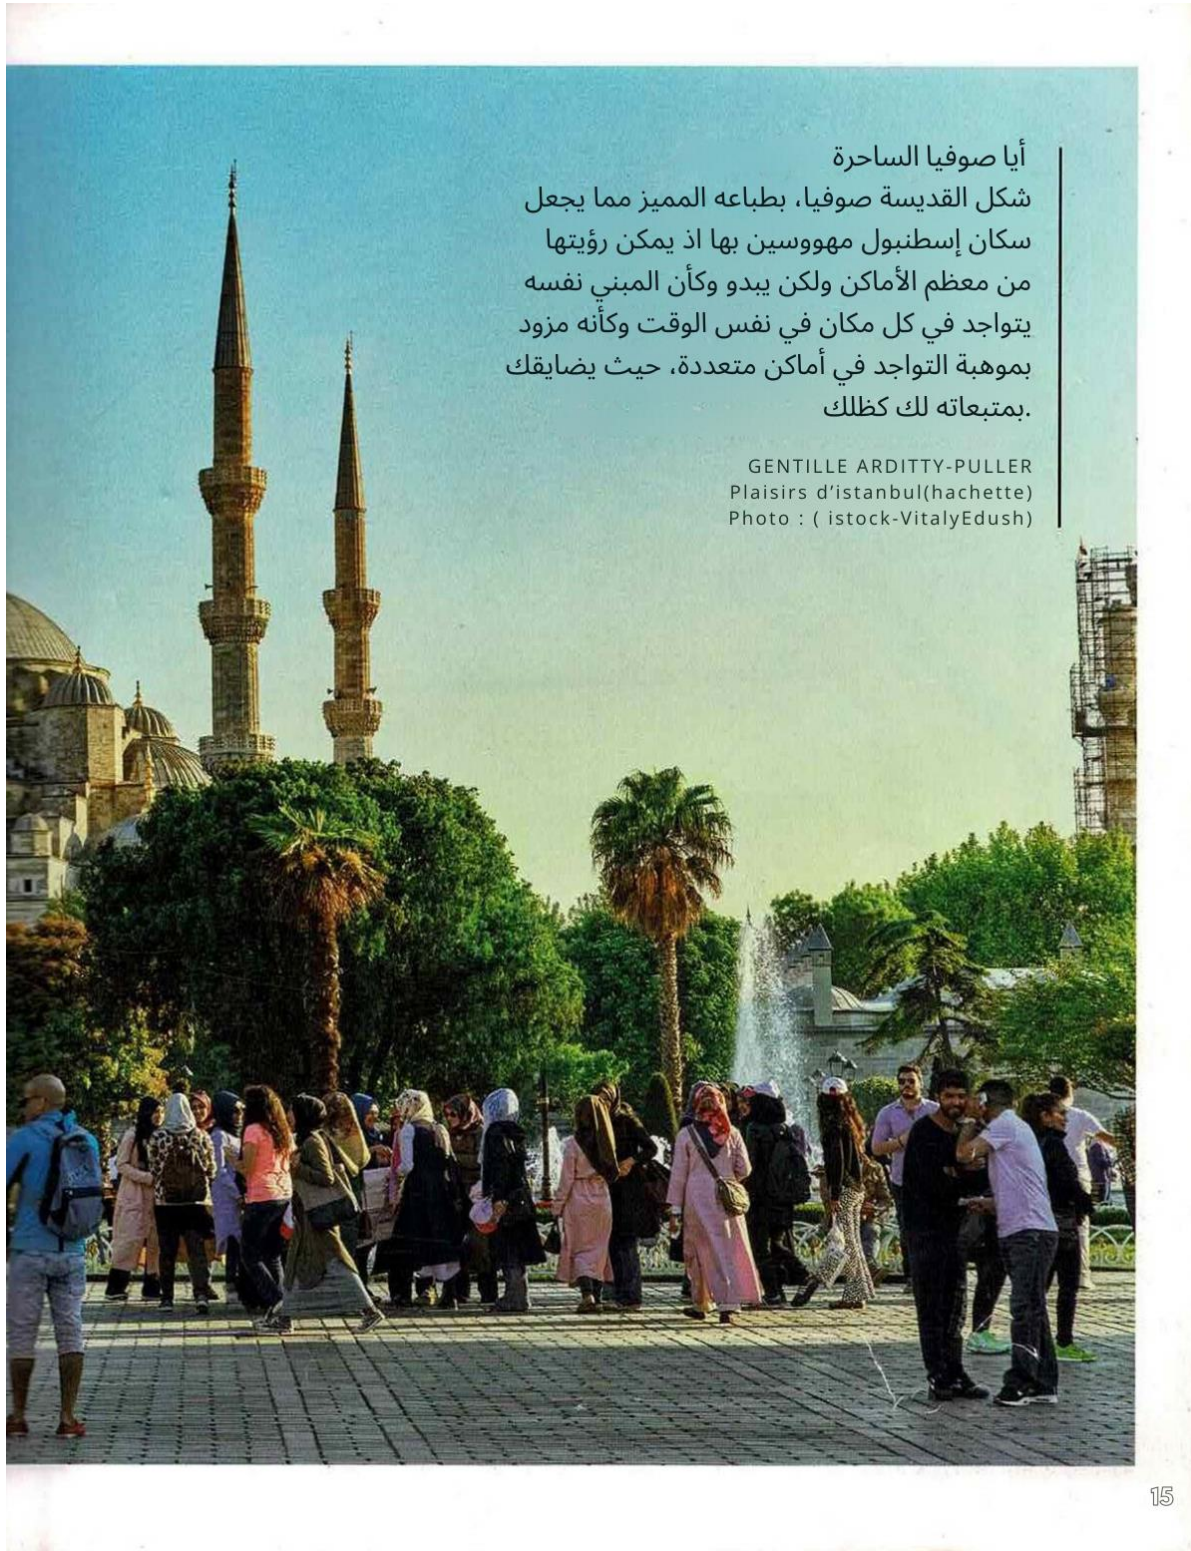 أيا صوفيا الساحرة
شكل القديسة صوفيا، بطباعه المميز مما يجعل
سكان إسطنبول مهووسين بها اذ يمكن رؤيتها
من معظم الأماكن ولكن يبدو وكأن المبني نفسه
يتواجد في كل مكان في نفس الوقت وكأنه مزود
بموهبة التواجد في أماكن متعددة، حيث يضايقك
بمتبعاته لك كظلك.
GENTILLE ARDITTY-PULLER
Plaisirs d’istanbul(hachette)
Photo : ( istock-VitalyEdush)
15